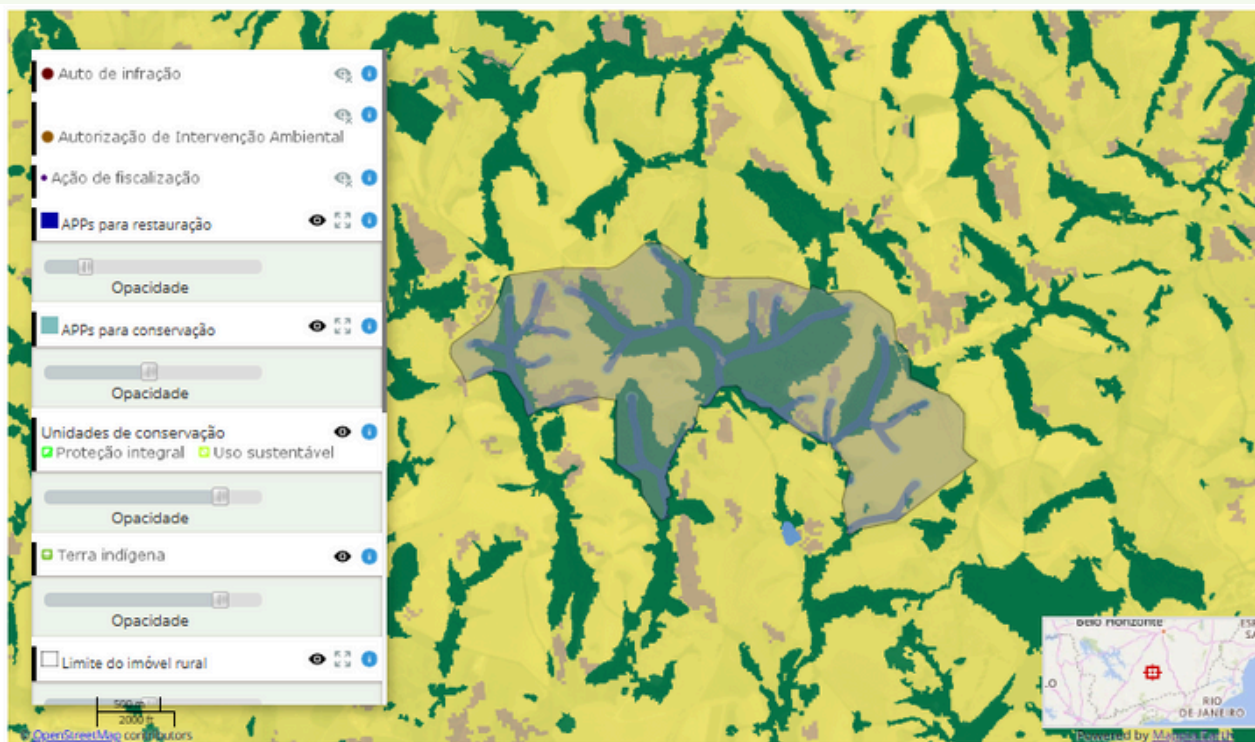 Auto de infração
Autorização de Intervenção Ambiental
Ação de fiscalização
APPs para restauração
Opacidade
APPs para conservação
Opacidade
Unidades de conservação
Proteção integral Uso sustentável
Opacidade
Terra indígena
Opacidade
Limite do imóvel rural
500 m
2000 ft
© OpenStreetMap contributors
Belo Horizonte
LO
RIO
DE JANEIRO
Powered by